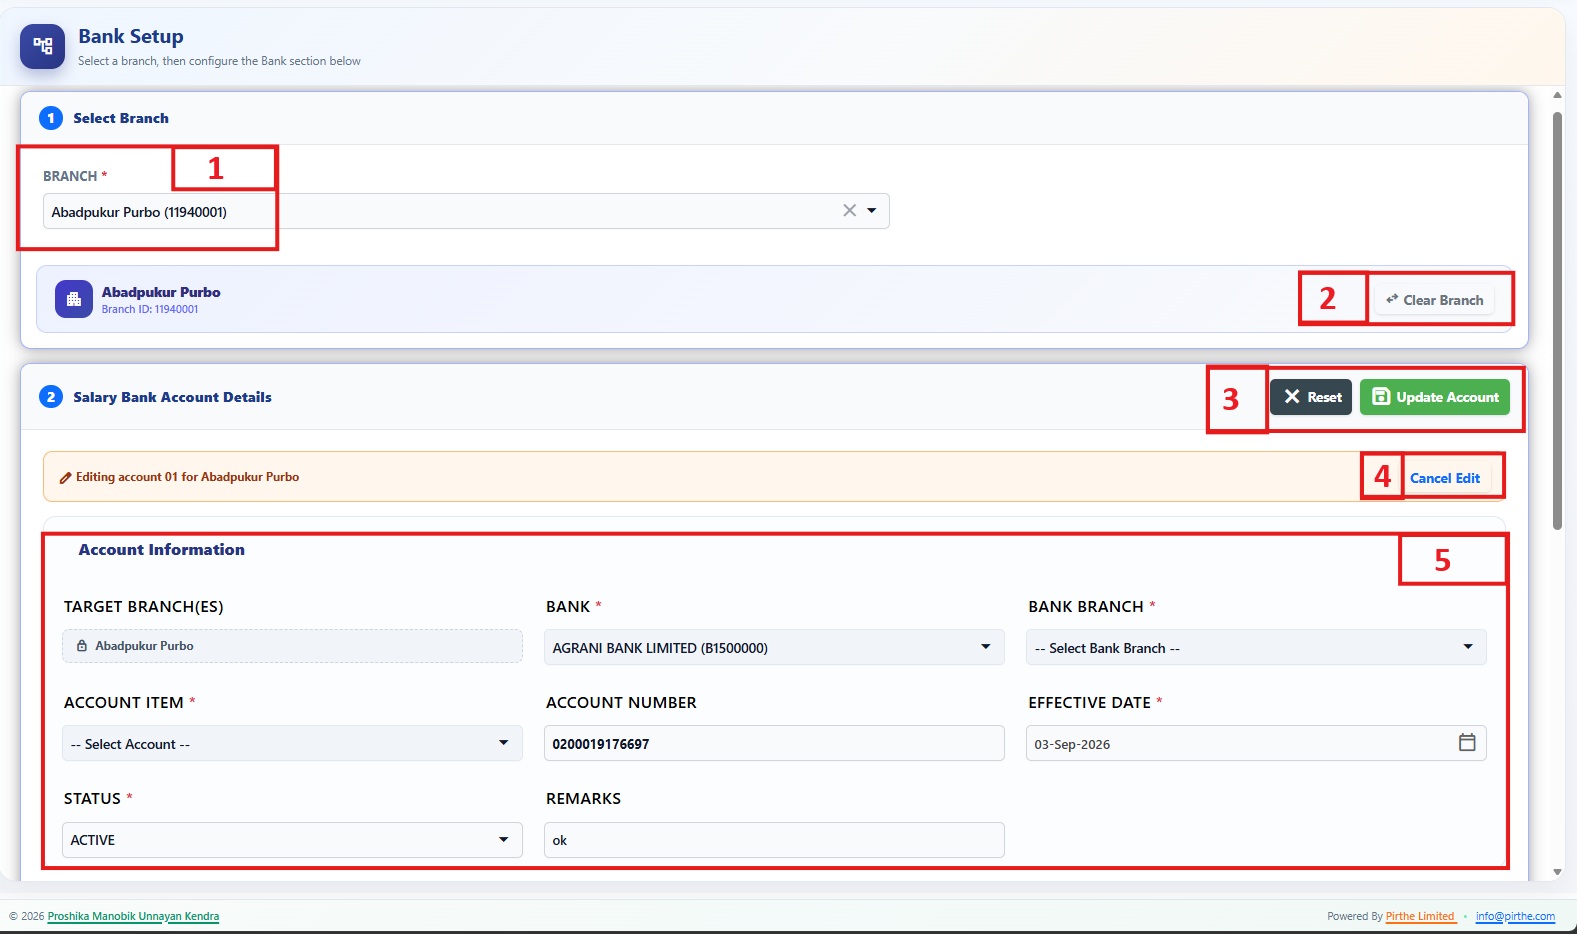 Bank Setup
Select a branch, then configure the Bank section below
1 Select Branch
1
BRANCH *
Abadpukur Purbo (11940001)
Abadpukur Purbo
Branch ID: 11940001
2
Clear Branch
2 Salary Bank Account Details
3
Reset
Update Account
Editing account 01 for Abadpukur Purbo
4
Cancel Edit
Account Information
5
TARGET BRANCH(ES)
BANK *
BANK BRANCH *
Abadpukur Purbo
AGRANI BANK LIMITED (B1500000)
-- Select Bank Branch --
ACCOUNT ITEM *
ACCOUNT NUMBER
EFFECTIVE DATE *
-- Select Account --
0200019176697
03-Sep-2026
STATUS *
REMARKS
ACTIVE
ok
© 2026 Proshika Manobik Unnayan Kendra
Powered By Pirthe Limited • info@pirthe.com